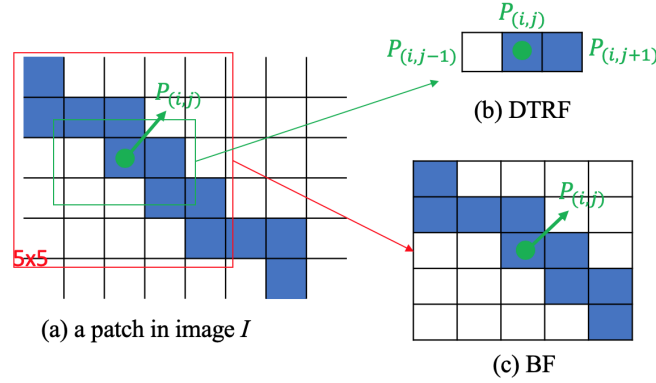 P(i,j)
5x5
(a) a patch in image I
P(i,j)
P(i,j−1)
P(i,j+1)
(b) DTRF
P(i,j)
(c) BF